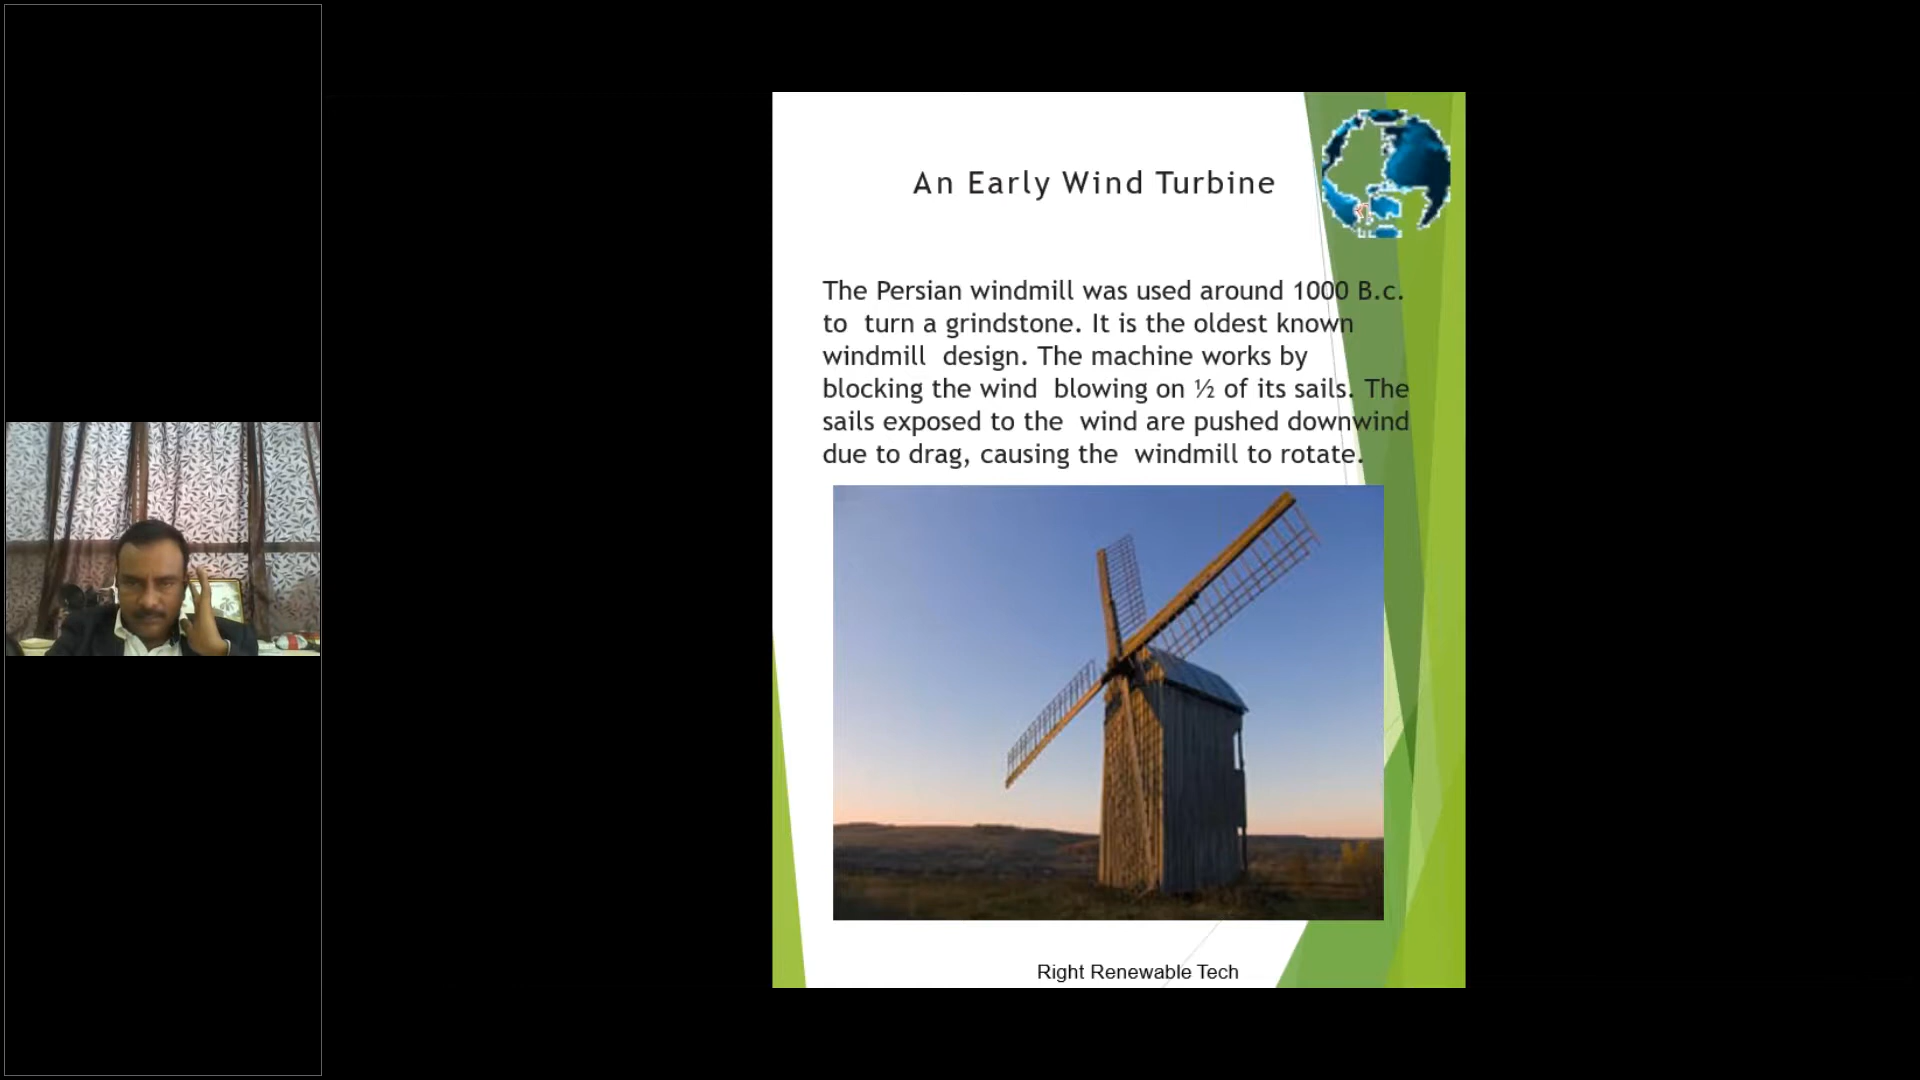 An Early Wind Turbine
The Persian windmill was used around 1000 B.c.
to turn a grindstone. It is the oldest known
windmill design. The machine works by
blocking the wind blowing on ½ of its sails. The
sails exposed to the wind are pushed downwind
due to drag, causing the windmill to rotate.
Right Renewable Tech